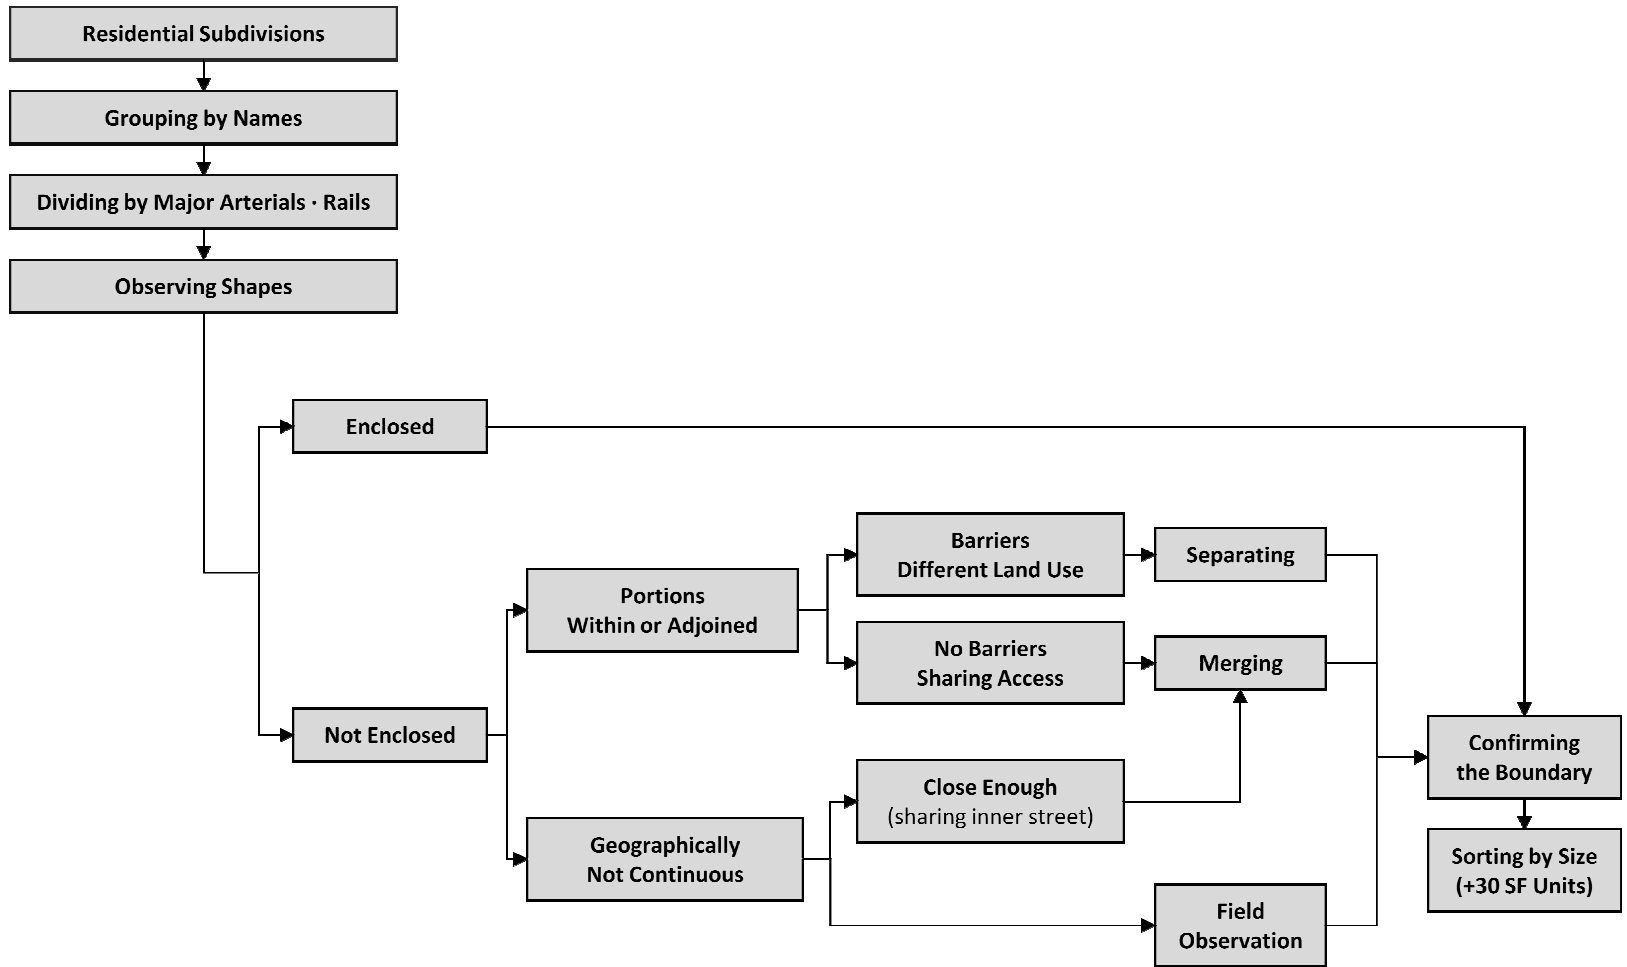 Residential Subdivisions
Grouping by Names
Dividing by Major Arterials · Rails
Observing Shapes
Enclosed
Barriers
Different Land Use
Separating
Portions
Within or Adjoined
No Barriers
Sharing Access
Merging
Not Enclosed
Confirming
the Boundary
Close Enough
(sharing inner street)
Geographically
Not Continuous
Sorting by Size
(+30 SF Units)
Field
Observation